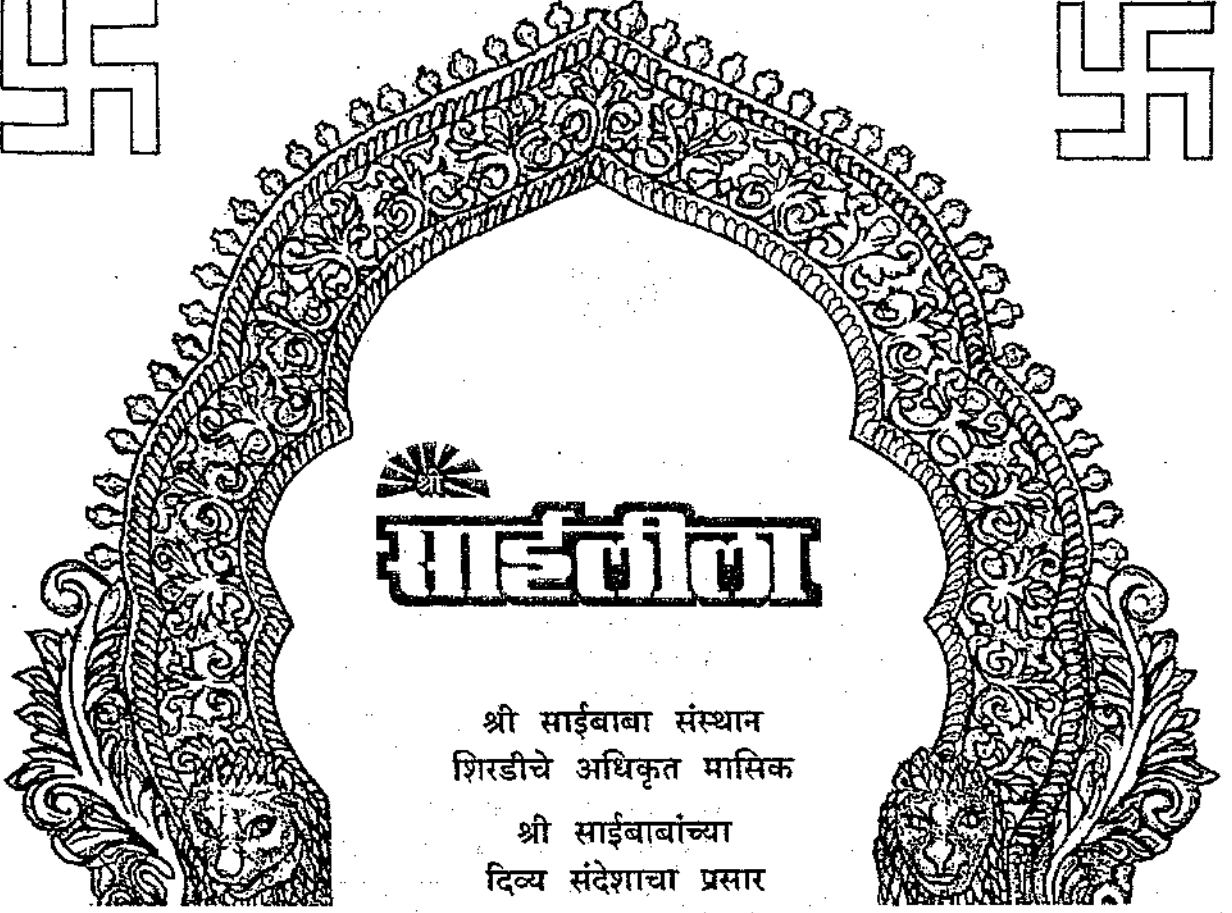 श्री
साईलीला
श्री साईबाबा संस्थान
शिरडीचे अधिकृत मासिक
श्री साईबाबांच्या
दिव्य संदेशाचा प्रसार